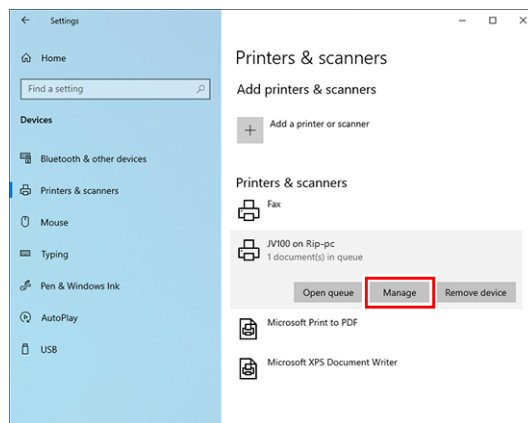 Settings
Home
Find a setting
Devices
Bluetooth & other devices
Printers & scanners
Mouse
Typing
Pen & Windows Ink
AutoPlay
USB
Printers & scanners
Add printers & scanners
Add a printer or scanner
Printers & scanners
Fax
JV100 on Rip-pc
1 document(s) in queue
Open queue Manage Remove device
Microsoft Print to PDF
Microsoft XPS Document Writer